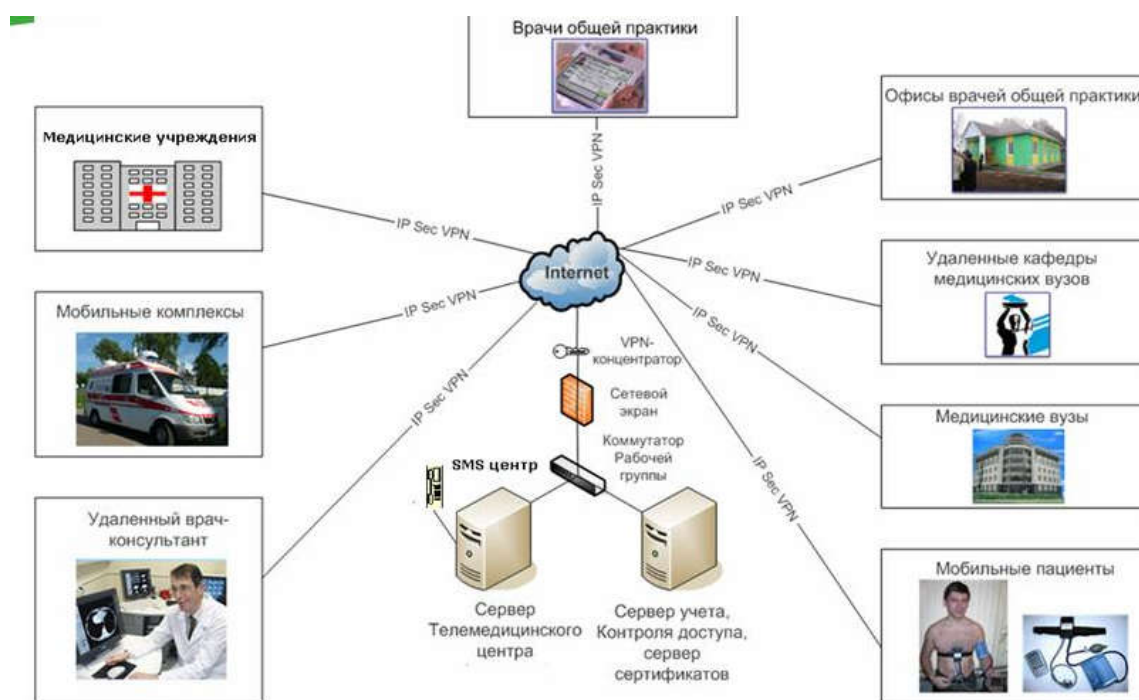 Врачи общей практики
IP Sec VPN
Медицинские учреждения
IP Sec VPN
Офисы врачей общей практики
IP Sec VPN
Мобильные комплексы
IP Sec VPN
Internet
Удаленные кафедры
медицинских вузов
IP Sec VPN
VPN-
концентратор
Сетевой
экран
Коммутатор
Рабочей
группы
IP Sec VPN
Медицинские вузы
IP Sec VPN
SMS центр
Удаленный врач-
консультант
IP Sec VPN
Мобильные пациенты
Сервер
Телемедицинского
центра
Сервер учета,
Контроля доступа,
сервер
сертификатов